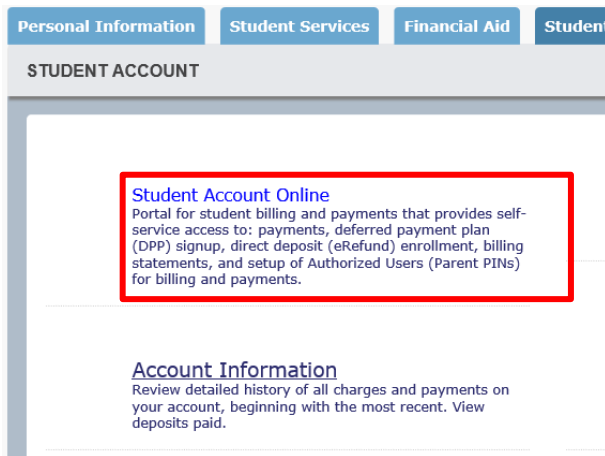 Personal Information Student Services Financial Aid Student
STUDENT ACCOUNT
Student Account Online
Portal for student billing and payments that provides self-
service access to: payments, deferred payment plan
(DPP) signup, direct deposit (eRefund) enrollment, billing
statements, and setup of Authorized Users (Parent PINs)
for billing and payments.
Account Information
Review detailed history of all charges and payments on
your account, beginning with the most recent. View
deposits paid.